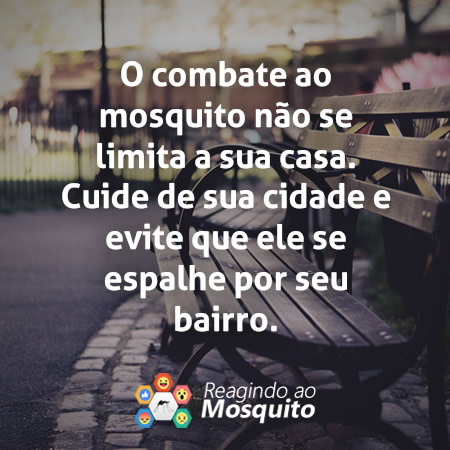 O combate ao
mosquito não se
limita a sua casa.
Cuide de sua cidade e
evite que ele se
espalhe por seu
bairro.
Reagindo ao
Mosquito